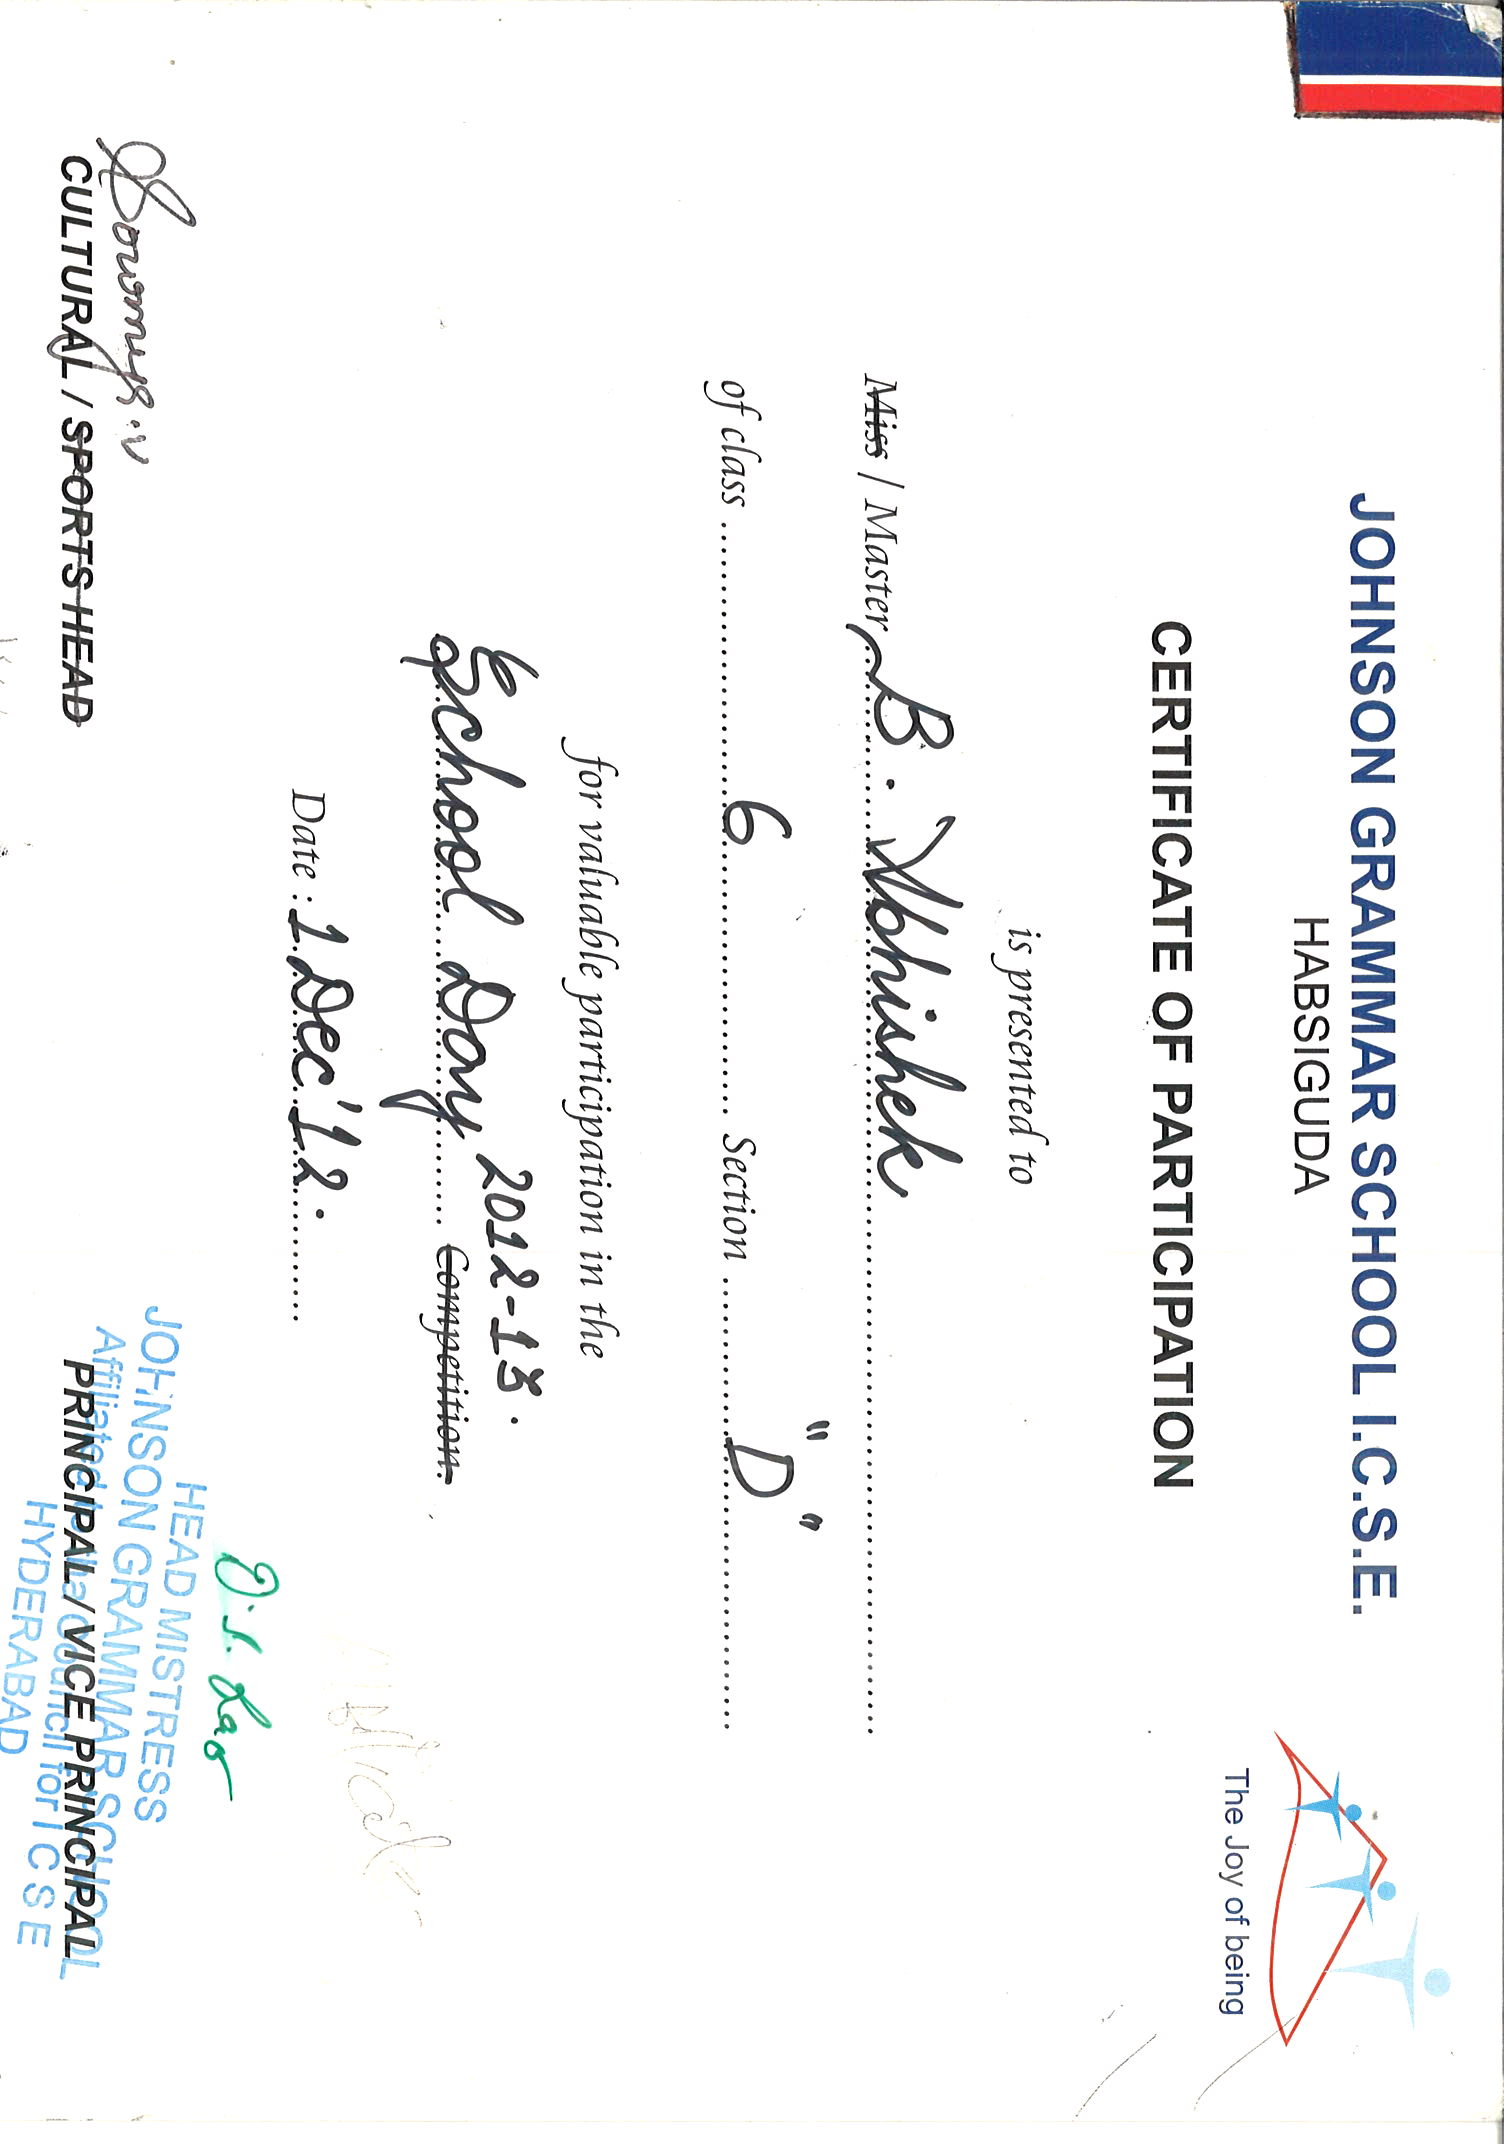 JOHNSON GRAMMAR SCHOOL I.C.S.E.
HABSIGUDA
The Joy of being
CERTIFICATE OF PARTICIPATION
is presented to
Miss / Master B. Abhishek
of class 6 Section "D"
for valuable participation in the
School Day 2012-13. Competition.
Date : 1 Dec'12.
D.S. Rao
HEAD MISTRESS
JOHNSON GRAMMAR SCHOOL
Affiliated to tha Council for I C S E
HYDERABAD
Sowmya.V
CULTURAL / SPORTS HEAD
PRINCIPAL / VICE PRINCIPAL